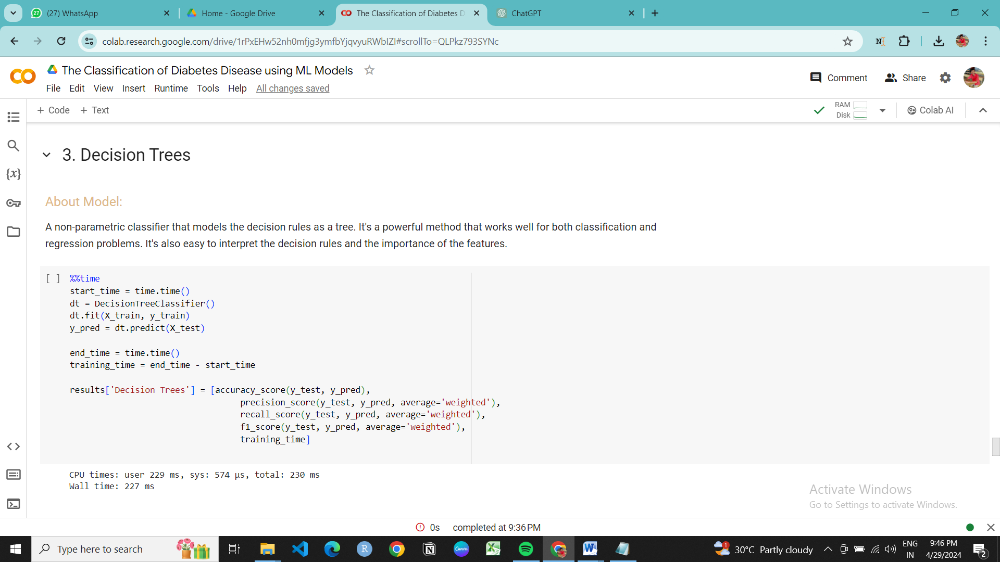 (27) WhatsApp
Home - Google Drive
The Classification of Diabetes D
ChatGPT
colab.research.google.com/drive/1rPxEHw52nh0mfjg3ymfbYjqvyuRWbIZI#scrollTo=QLPkz793SYNc
The Classification of Diabetes Disease using ML Models
Comment
Share
File Edit View Insert Runtime Tools Help All changes saved
+ Code + Text
RAM
Disk
Colab AI
3. Decision Trees
About Model:
A non-parametric classifier that models the decision rules as a tree. It's a powerful method that works well for both classification and
regression problems. It's also easy to interpret the decision rules and the importance of the features.
[ ] %%time
start_time = time.time()
dt = DecisionTreeClassifier()
dt.fit(X_train, y_train)
y_pred = dt.predict(X_test)
end_time = time.time()
training_time = end_time - start_time
results['Decision Trees'] = [accuracy_score(y_test, y_pred),
precision_score(y_test, y_pred, average='weighted'),
recall_score(y_test, y_pred, average='weighted'),
f1_score(y_test, y_pred, average='weighted'),
training_time]
CPU times: user 229 ms, sys: 574 µs, total: 230 ms
Wall time: 227 ms
Activate Windows
Go to Settings to activate Windows.
0s completed at 9:36 PM
Type here to search
30°C Partly cloudy
ENG
IN
9:46 PM
4/29/2024
2